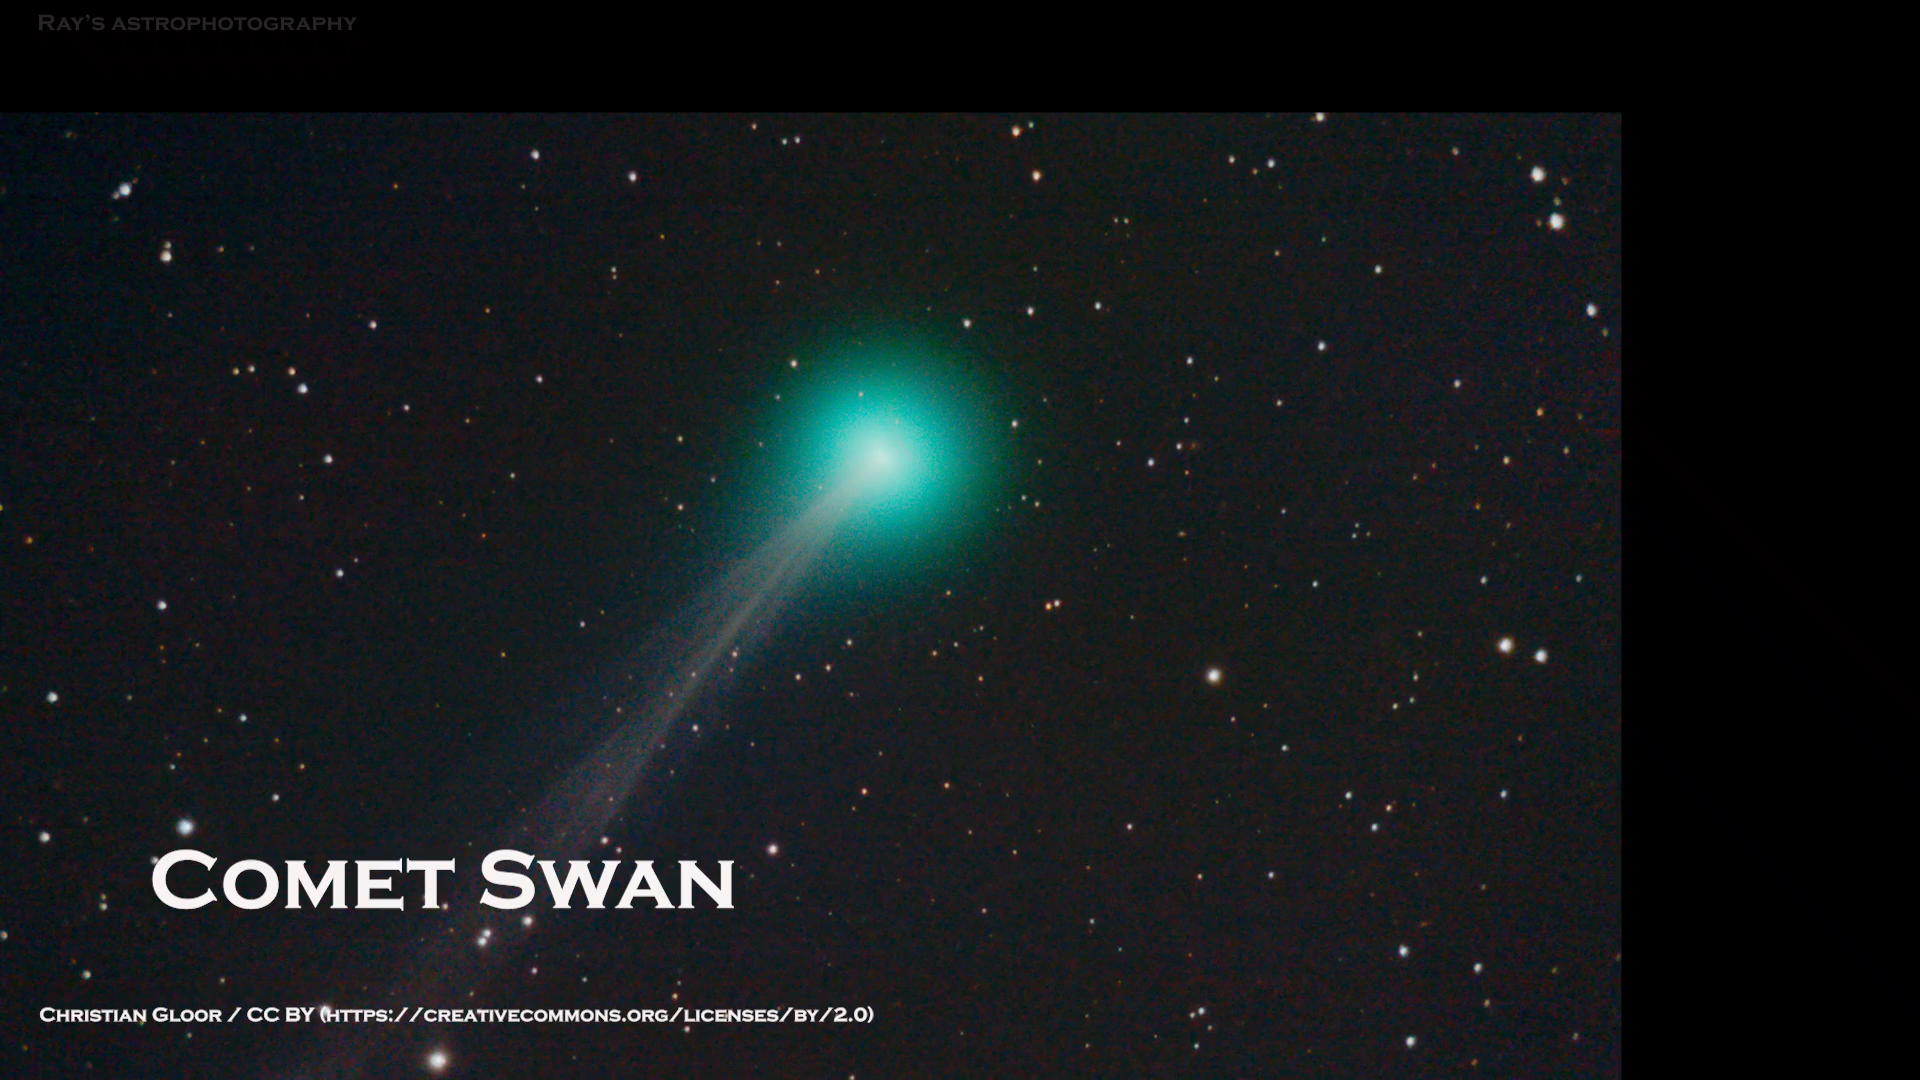 Ray's astrophotography
Comet Swan
Christian Gloor / CC BY (https://creativecommons.org/licenses/by/2.0)